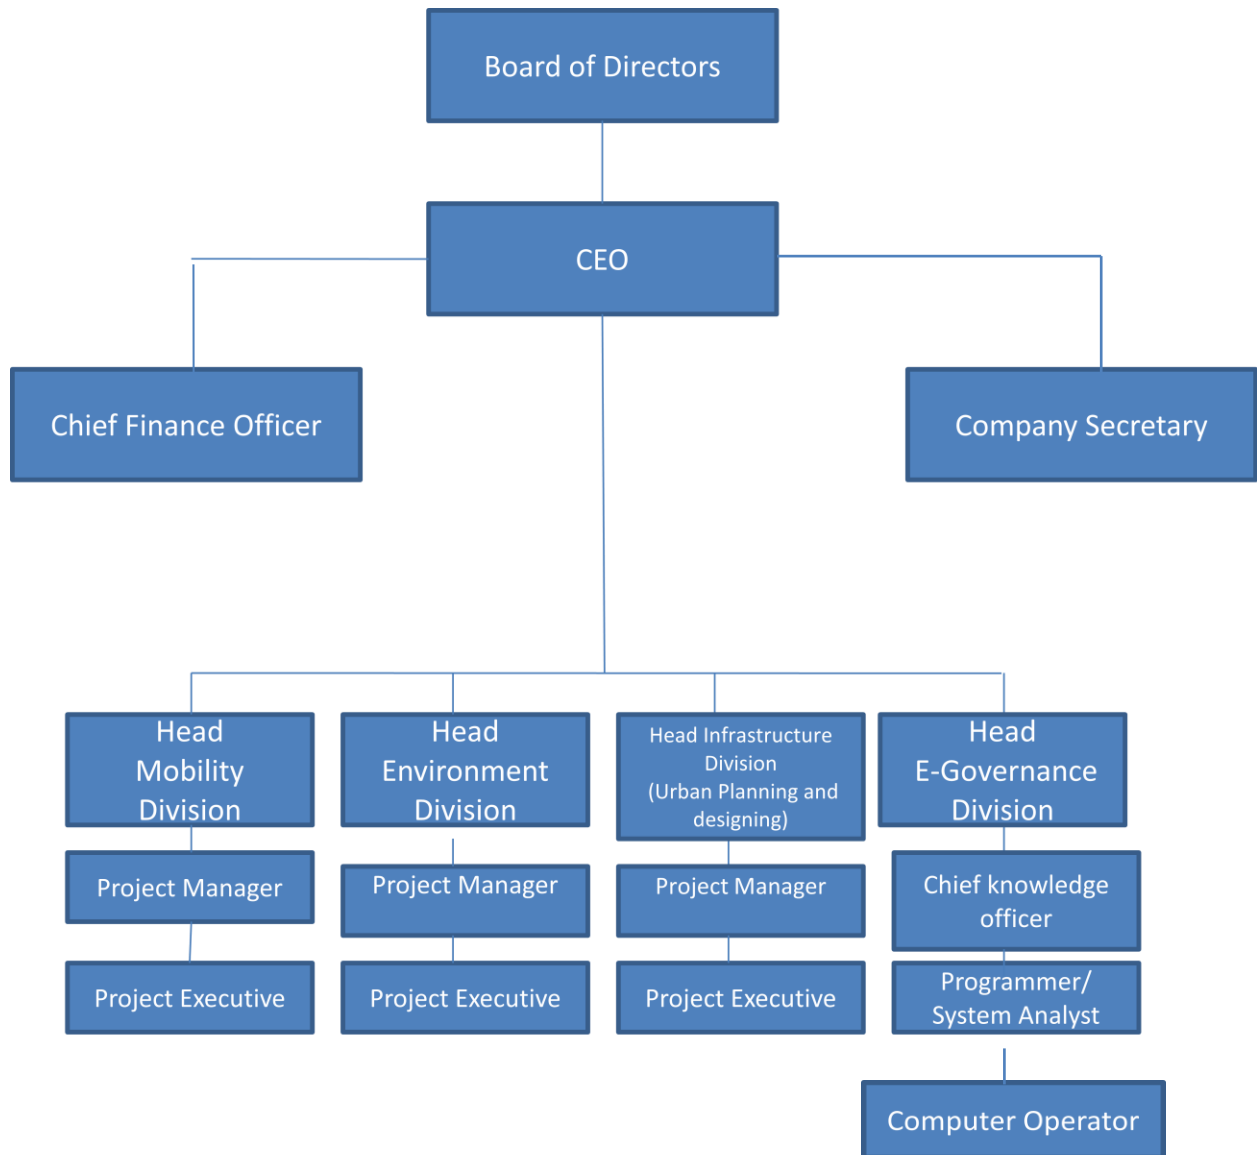 Board of Directors
CEO
Chief Finance Officer
Company Secretary
Head
Mobility
Division
Head
Environment
Division
Head Infrastructure
Division
(Urban Planning and
designing)
Head
E-Governance
Division
Project Manager
Project Manager
Project Manager
Chief knowledge
officer
Project Executive
Project Executive
Project Executive
Programmer/
System Analyst
Computer Operator